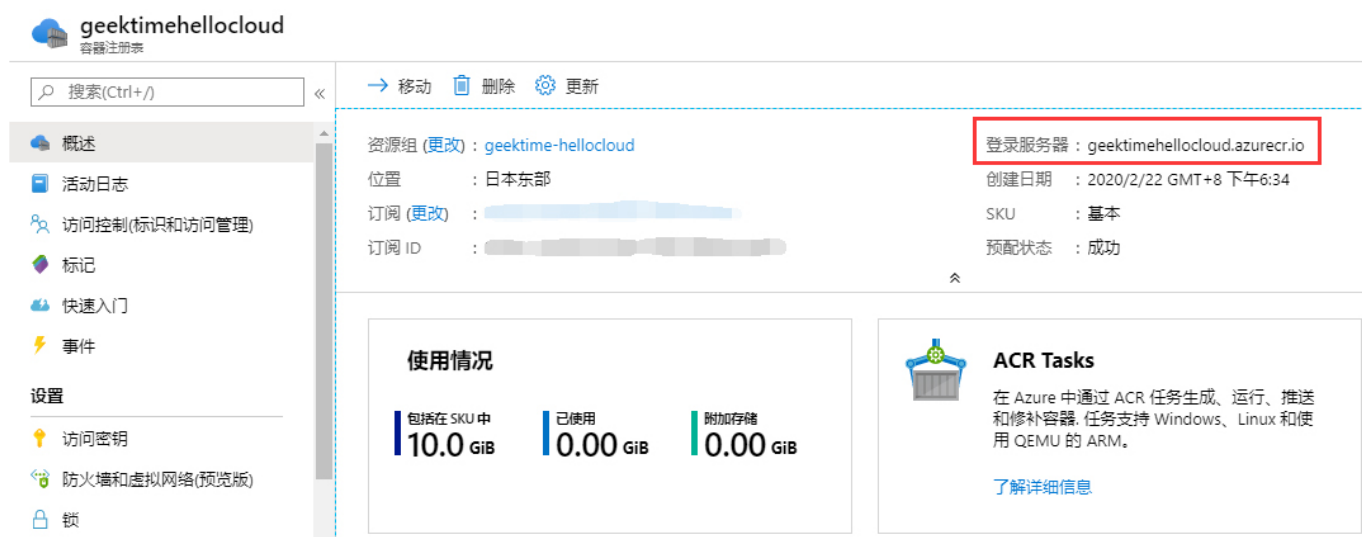 geektimehellocloud
容器注册表
搜索(Ctrl+/)
«
概述
活动日志
访问控制(标识和访问管理)
标记
快速入门
事件
设置
访问密钥
防火墙和虚拟网络(预览版)
锁
移动 删除 更新
资源组 (更改) : geektime-hellocloud
位置 : 日本东部
订阅 (更改) :
订阅 ID :
登录服务器 : geektimehellocloud.azurecr.io
创建日期 : 2020/2/22 GMT+8 下午6:34
SKU : 基本
预配状态 : 成功
使用情况
包括在 SKU 中
10.0 GiB
已使用
0.00 GiB
附加存储
0.00 GiB
ACR Tasks
在 Azure 中通过 ACR 任务生成、运行、推送
和修补容器. 任务支持 Windows、Linux 和使
用 QEMU 的 ARM。
了解详细信息